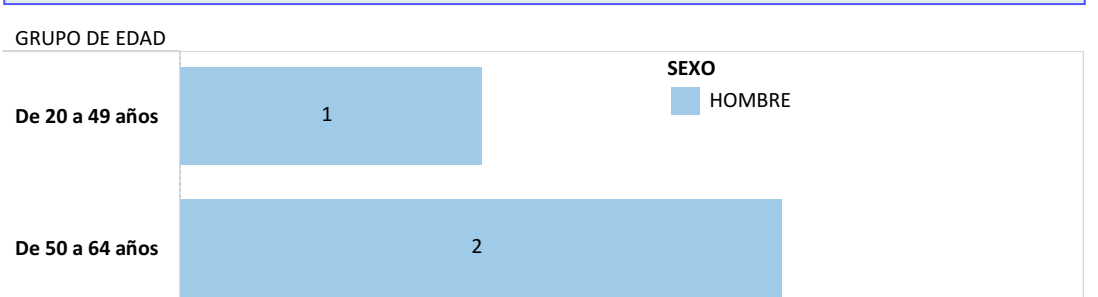 GRUPO DE EDAD
SEXO
HOMBRE
De 20 a 49 años
1
De 50 a 64 años
2